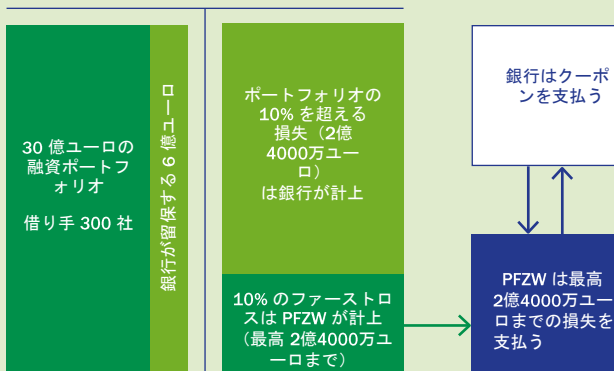 30 億ユーロの
融資ポートフ
ォリオ
借り手 300 社
銀行が留保する 6 億ユーロ
ポートフォリオの
10% を超える
損失（2億
4000万ユー
ロ）
は銀行が計上
10% のファーストロ
スは PFZW が計上
（最高 2億4000万ユ
ーロまで）
銀行はクーポ
ンを支払う
PFZW は最高
2億4000万ユー
ロまでの損失を
支払う